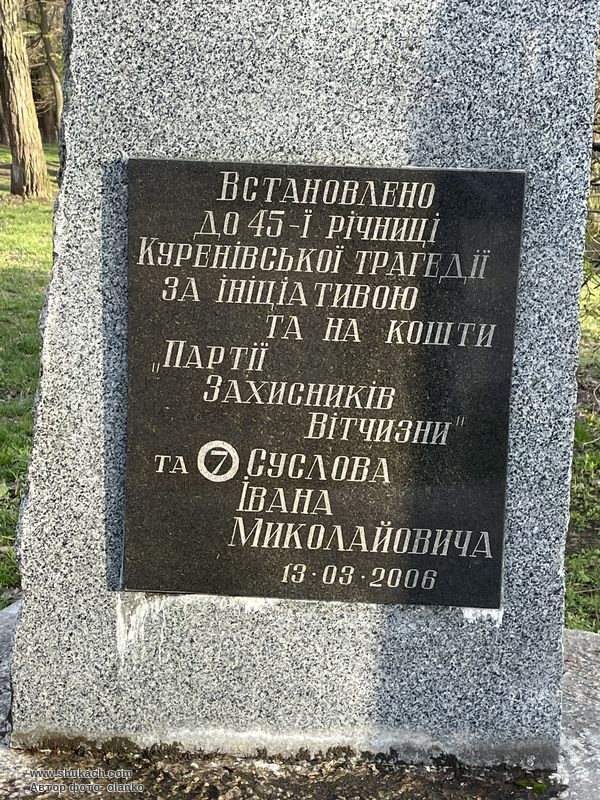 Встановлено
до 45-ї річниці
Куренівської трагедії
за ініціативою
та на кошти
"Партії
Захисників
Вітчизни"
та 7 Суслова
Івана
Миколайовича
13·03·2006
www.shukach.com
Автор фото: olanko